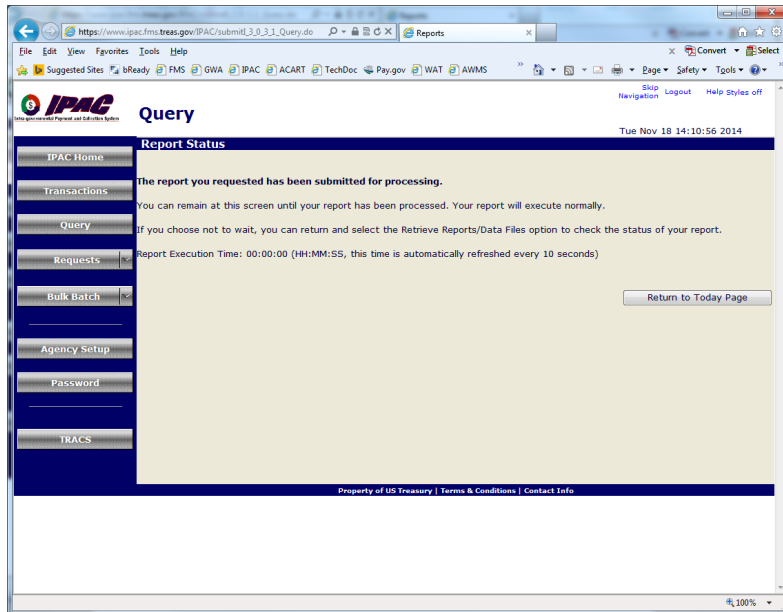 https://www.ipac.fms.treas.gov/IPAC/submitl_3_0_3_1_Query.do
Reports
File Edit View Favorites Tools Help
Convert
Select
Suggested Sites
bReady
FMS
GWA
IPAC
ACART
TechDoc
Pay.gov
WAT
AWMS
Page
Safety
Tools
IPAC
Intra-governmental Payment and Collection System
Query
Skip Navigation
Logout
Help
Styles off
Tue Nov 18 14:10:56 2014
Report Status
IPAC Home
Transactions
Query
Requests
Bulk Batch
Agency Setup
Password
TRACS
The report you requested has been submitted for processing.
You can remain at this screen until your report has been processed. Your report will execute normally.
If you choose not to wait, you can return and select the Retrieve Reports/Data Files option to check the status of your report.
Report Execution Time: 00:00:00 (HH:MM:SS, this time is automatically refreshed every 10 seconds)
Return to Today Page
Property of US Treasury | Terms & Conditions | Contact Info
100%